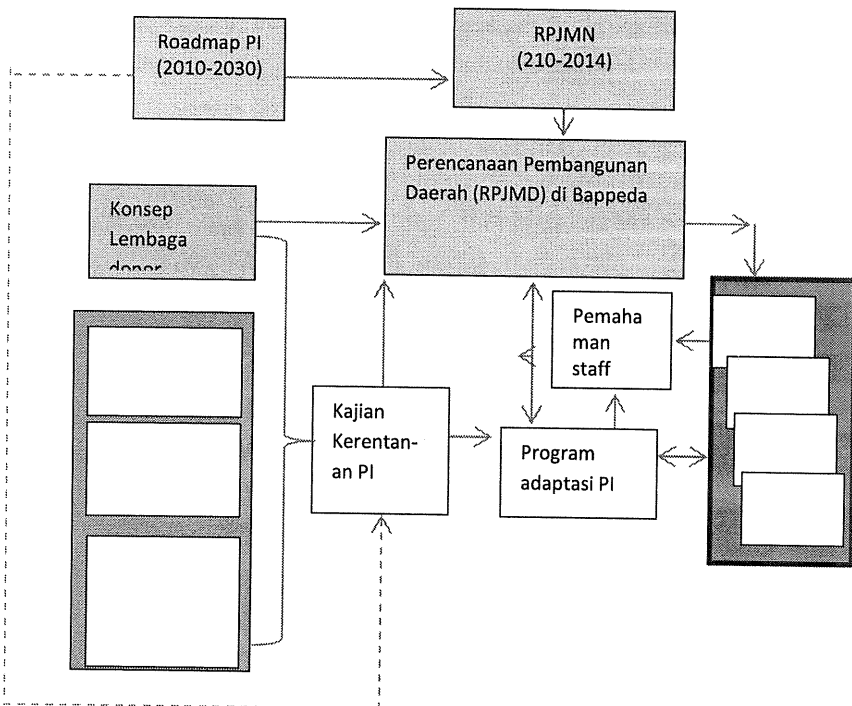 Roadmap PI
(2010-2030)
RPJMN
(210-2014)
Perencanaan Pembangunan
Daerah (RPJMD) di Bappeda
Konsep
Lembaga
donor
Pemaha
man
staff
Kajian
Kerentan-
an PI
Program
adaptasi PI